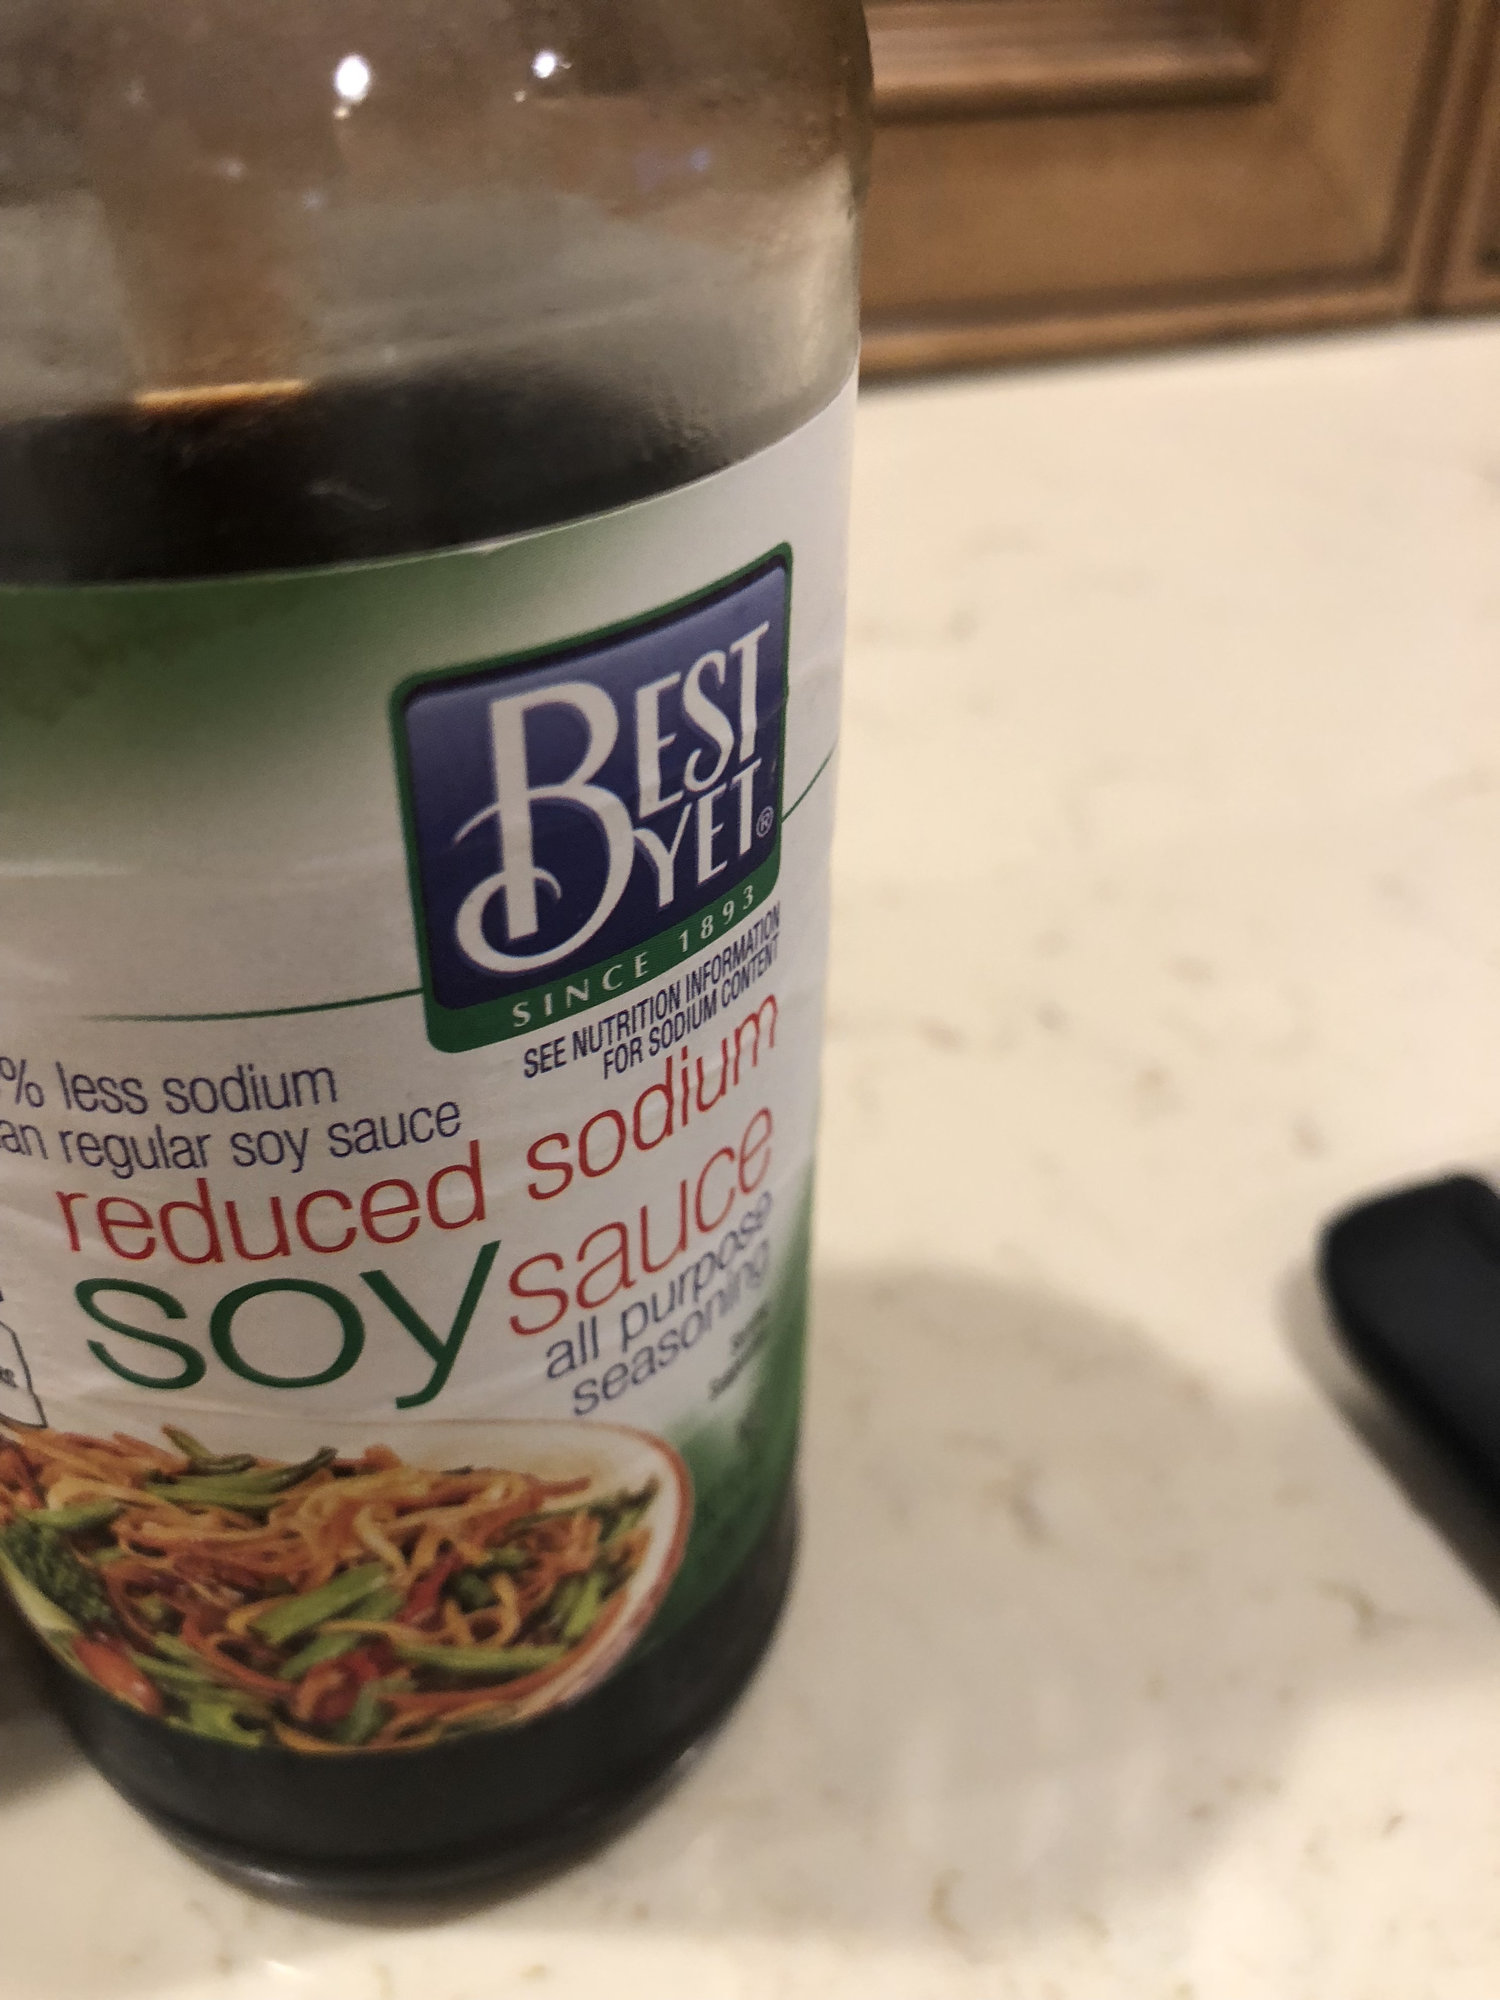 BEST
YET®
SINCE 1893
SEE NUTRITION INFORMATION
FOR SODIUM CONTENT
% less sodium
an regular soy sauce
reduced sodium
soy sauce
all purpose
seasoning